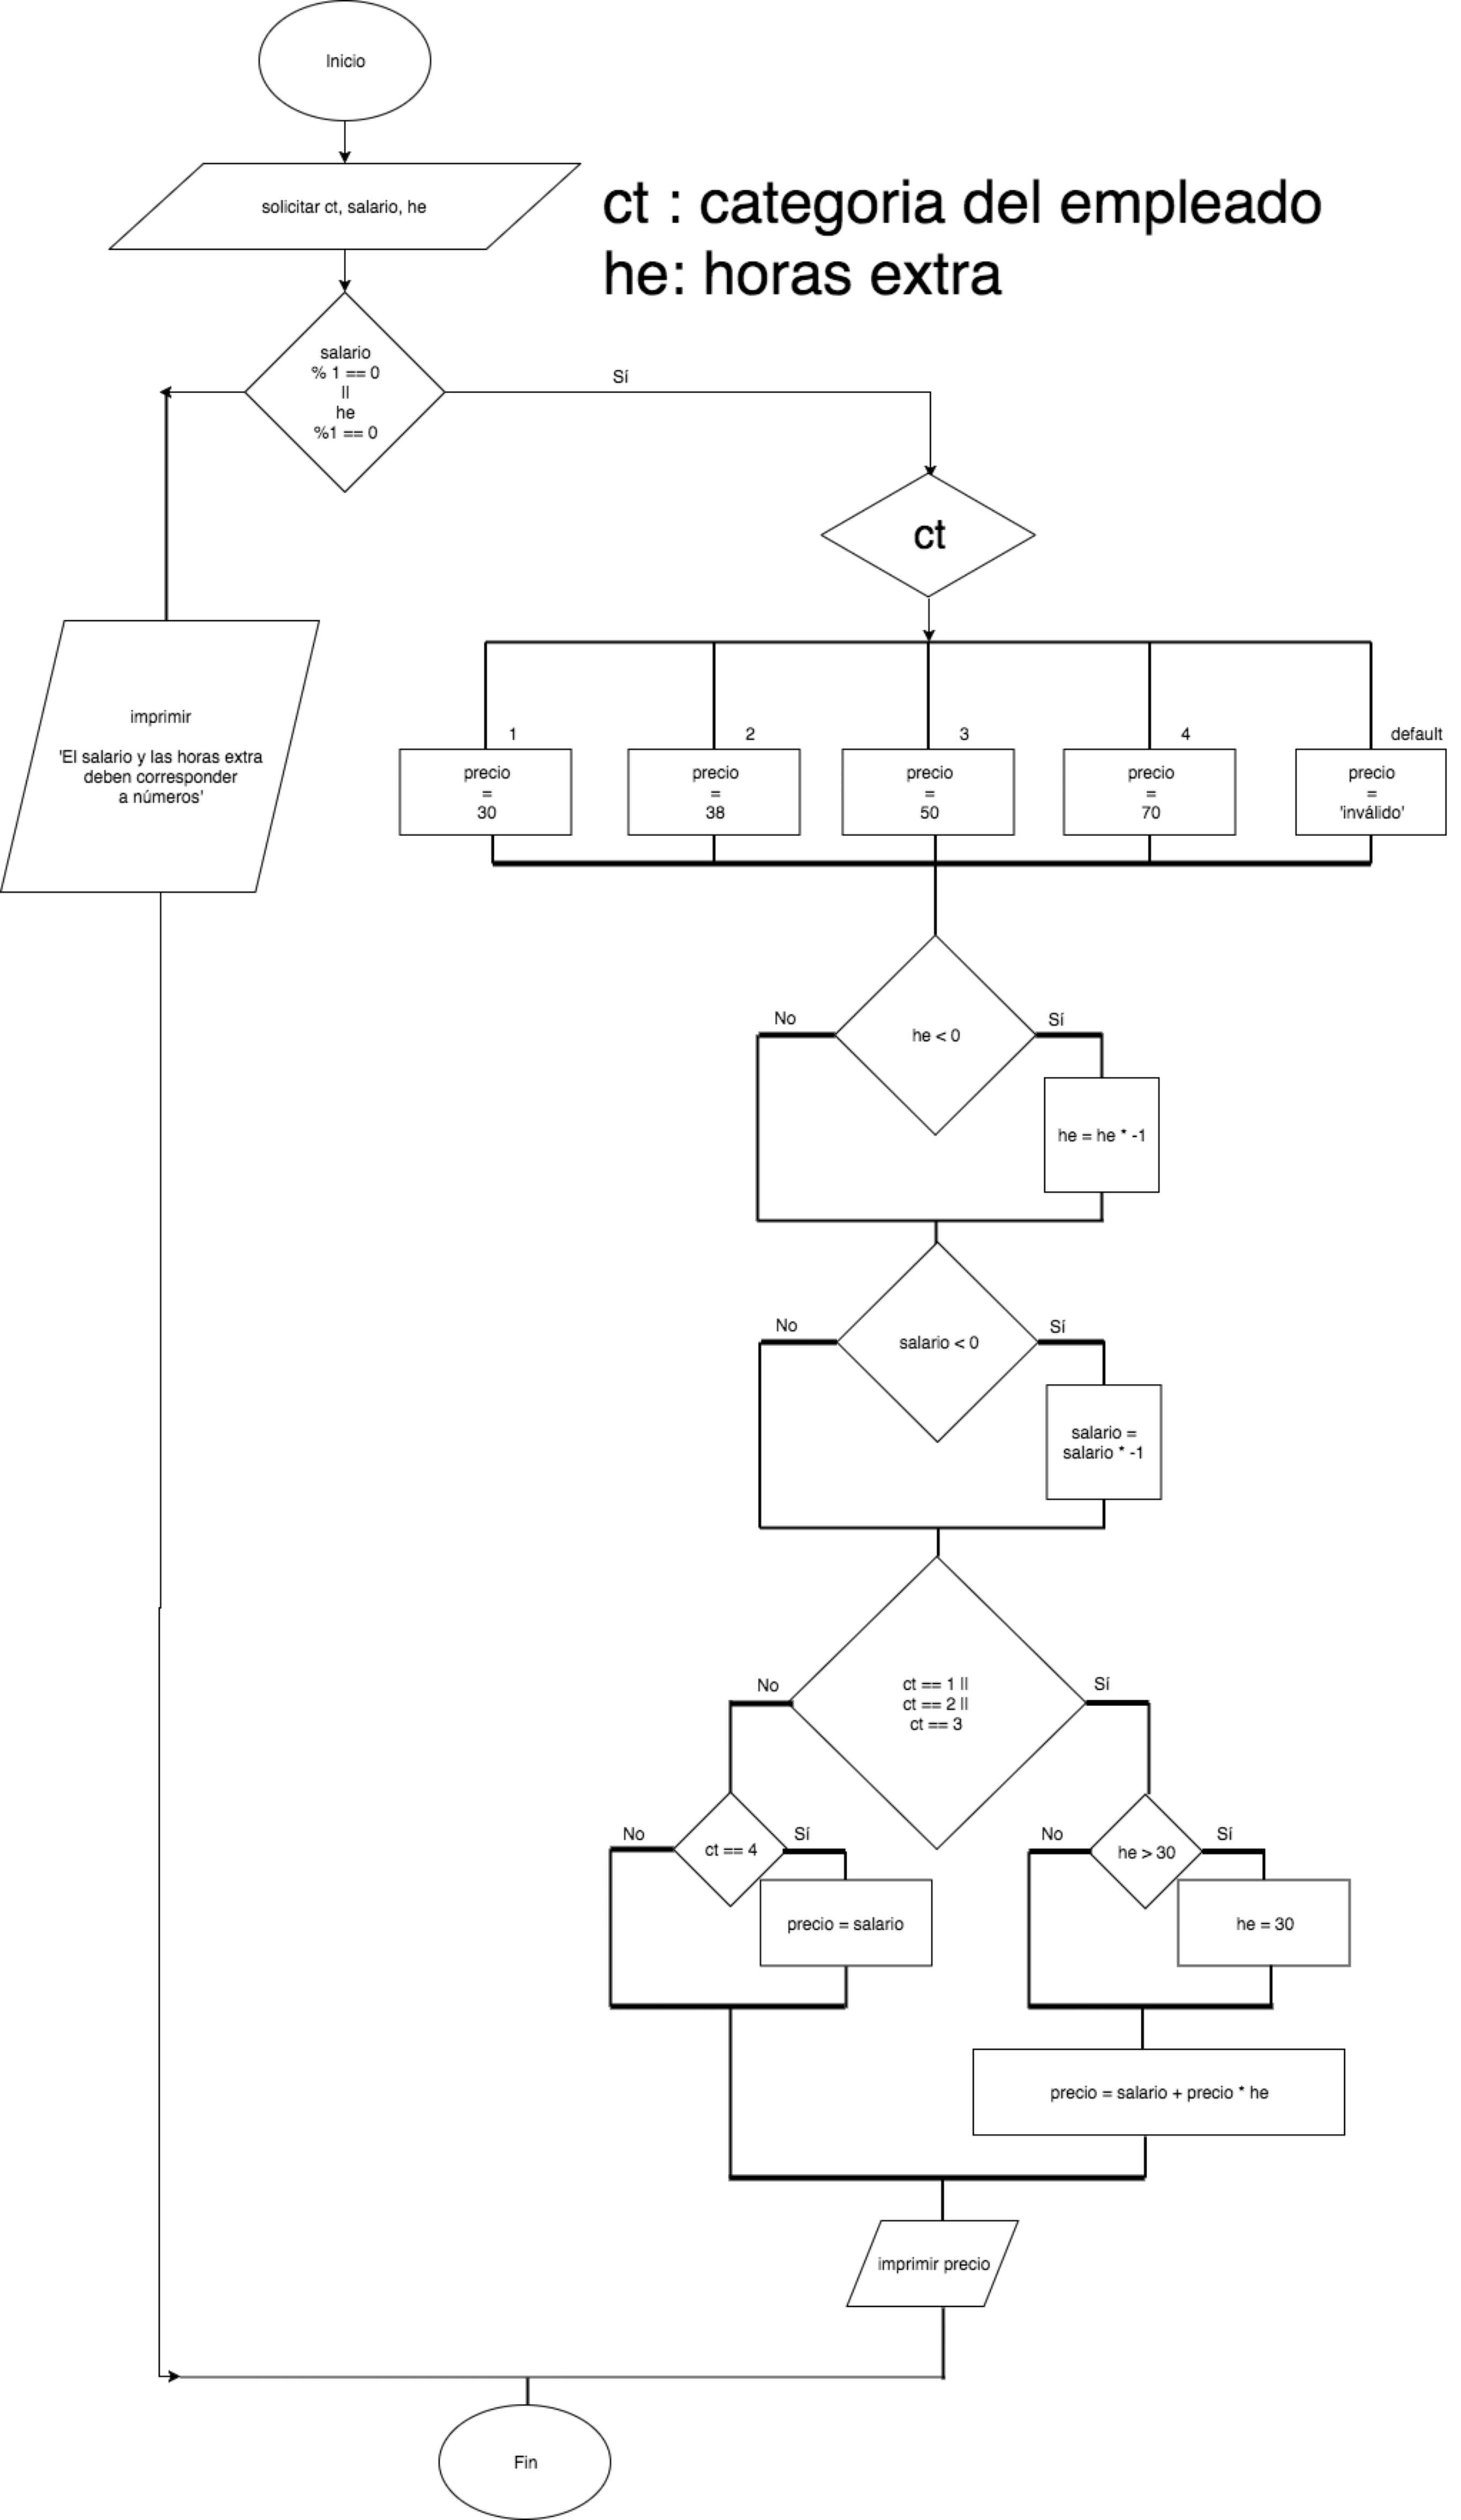 Inicio
solicitar ct, salario, he
ct : categoria del empleado
he: horas extra
salario
% 1 == 0
ll
he
%1 == 0
Sí
ct
imprimir
'El salario y las horas extra
deben corresponder
a números'
1
2
3
4
default
precio
=
30
precio
=
38
precio
=
50
precio
=
70
precio
=
'inválido'
No
he < 0
Sí
he = he * -1
No
salario < 0
Sí
salario =
salario * -1
No
ct == 1 ll
ct == 2 ll
ct == 3
Sí
No
ct == 4
Sí
precio = salario
No
he > 30
Sí
he = 30
precio = salario + precio * he
imprimir precio
Fin